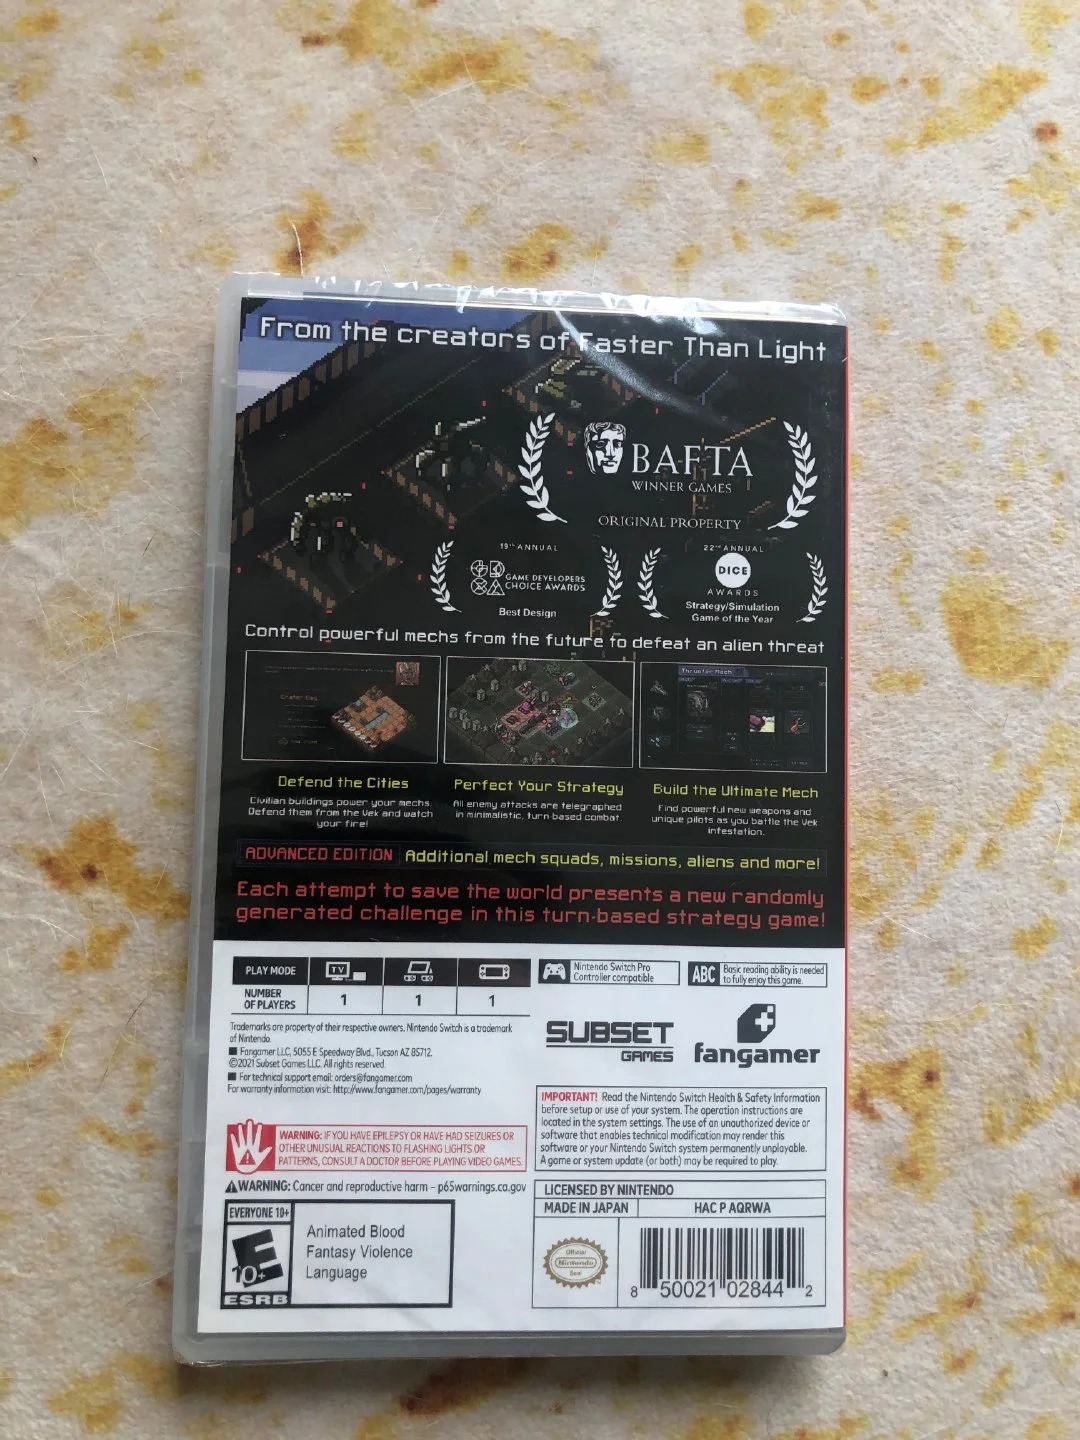 From the creators of Faster Than Light
BAFTA
WINNER GAMES
ORIGINAL PROPERTY
19TH ANNUAL
GAME DEVELOPERS
CHOICE AWARDS
Best Design
22ND ANNUAL
DICE
AWARDS
Strategy/Simulation
Game of the Year
Control powerful mechs from the future to defeat an alien threat
Thruster Mech
Defend the Cities
Civilian buildings power your mechs.
Defend them from the Vek and watch
your fire!
Perfect Your Strategy
All enemy attacks are telegraphed
in minimalistic, turn-based combat.
Build the Ultimate Mech
Find powerful new weapons and
unique pilots as you battle the Vek
infestation.
ADVANCED EDITION Additional mech squads, missions, aliens and more!
Each attempt to save the world presents a new randomly
generated challenge in this turn-based strategy game!
PLAY MODE
TV
NUMBER
OF PLAYERS
1 1 1
Nintendo Switch Pro
Controller compatible
ABC
Basic reading ability is needed
to fully enjoy this game.
Trademarks are property of their respective owners. Nintendo Switch is a trademark
of Nintendo.
Fangamer LLC, 5055 E Speedway Blvd., Tucson AZ 85712.
©2021 Subset Games LLC. All rights reserved.
For technical support email: orders@fangamer.com
For warranty information visit: http://www.fangamer.com/pages/warranty
SUBSET
GAMES
fangamer
WARNING: IF YOU HAVE EPILEPSY OR HAVE HAD SEIZURES OR
OTHER UNUSUAL REACTIONS TO FLASHING LIGHTS OR
PATTERNS, CONSULT A DOCTOR BEFORE PLAYING VIDEO GAMES.
WARNING: Cancer and reproductive harm - p65warnings.ca.gov
IMPORTANT! Read the Nintendo Switch Health & Safety Information
before setup or use of your system. The operation instructions are
located in the system settings. The use of an unauthorized device or
software that enables technical modification may render this
software or your Nintendo Switch system permanently unplayable.
A game or system update (or both) may be required to play.
EVERYONE 10+
E
10+
ESRB
Animated Blood
Fantasy Violence
Language
LICENSED BY NINTENDO
MADE IN JAPAN
HAC P AQRWA
Official
Nintendo
Seal
8 50021 02844 2